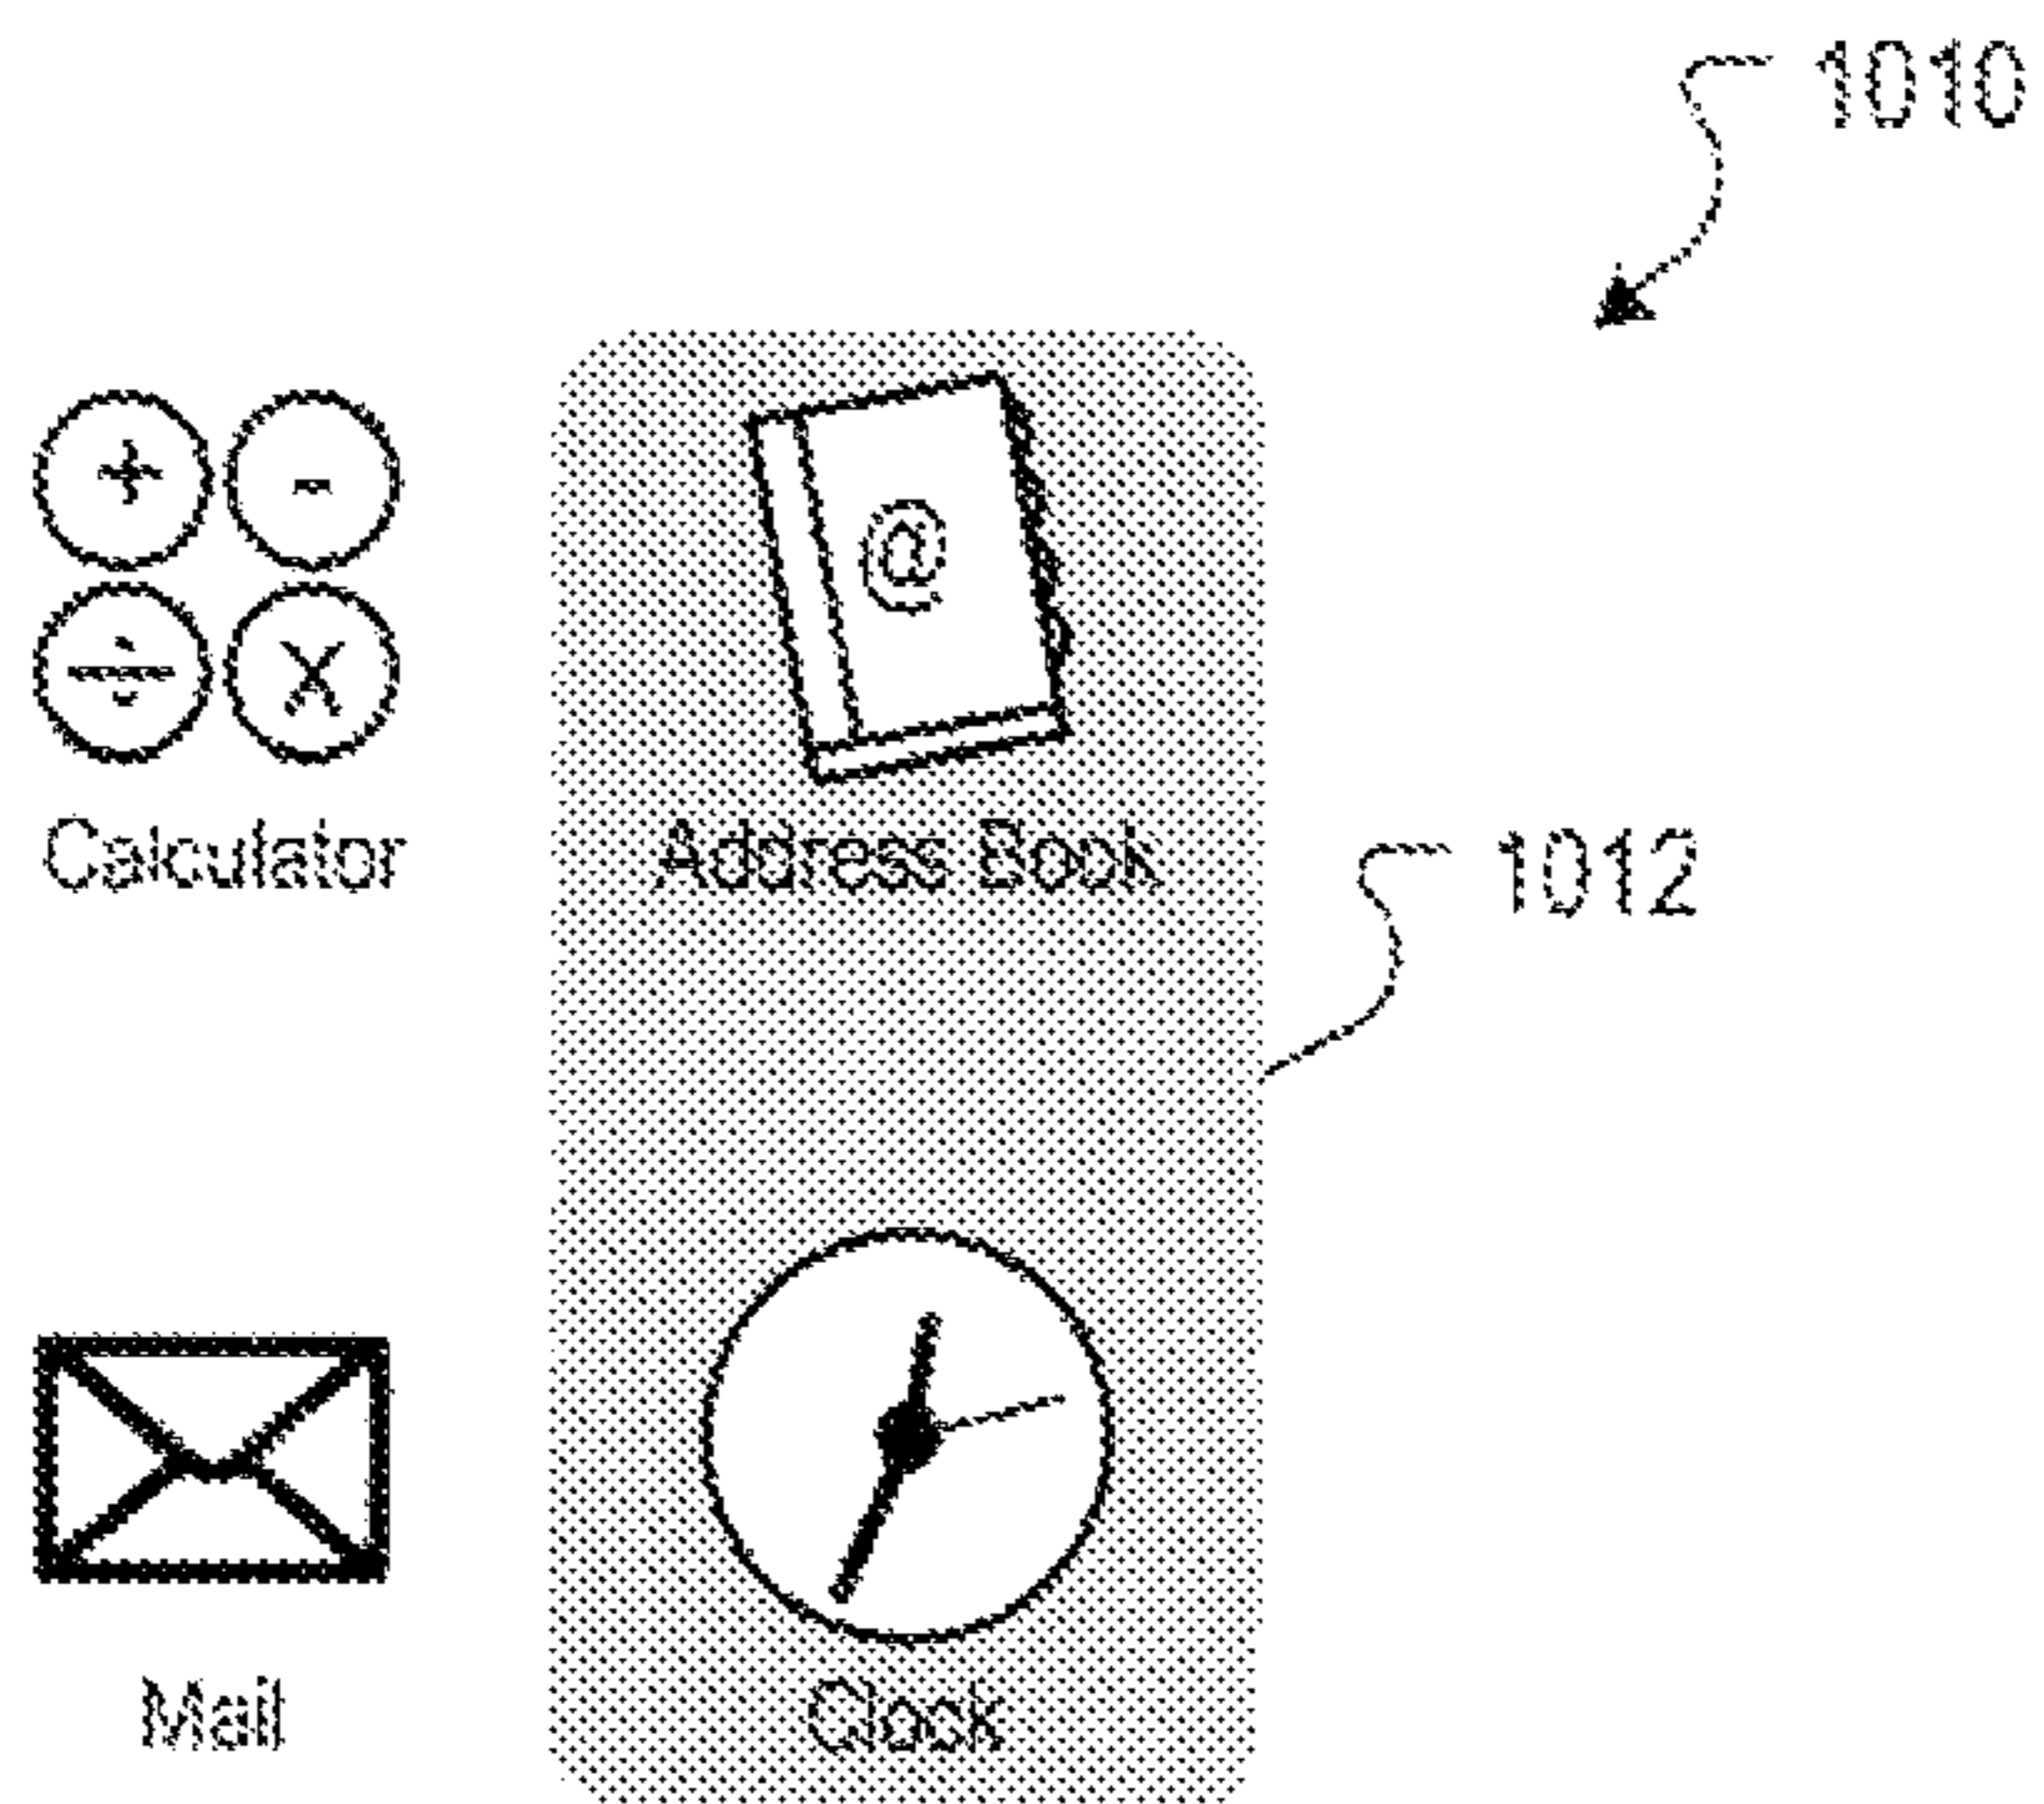 1010
+ -
@
÷ X
Calculator
Address Book
1012
Mail
Clock